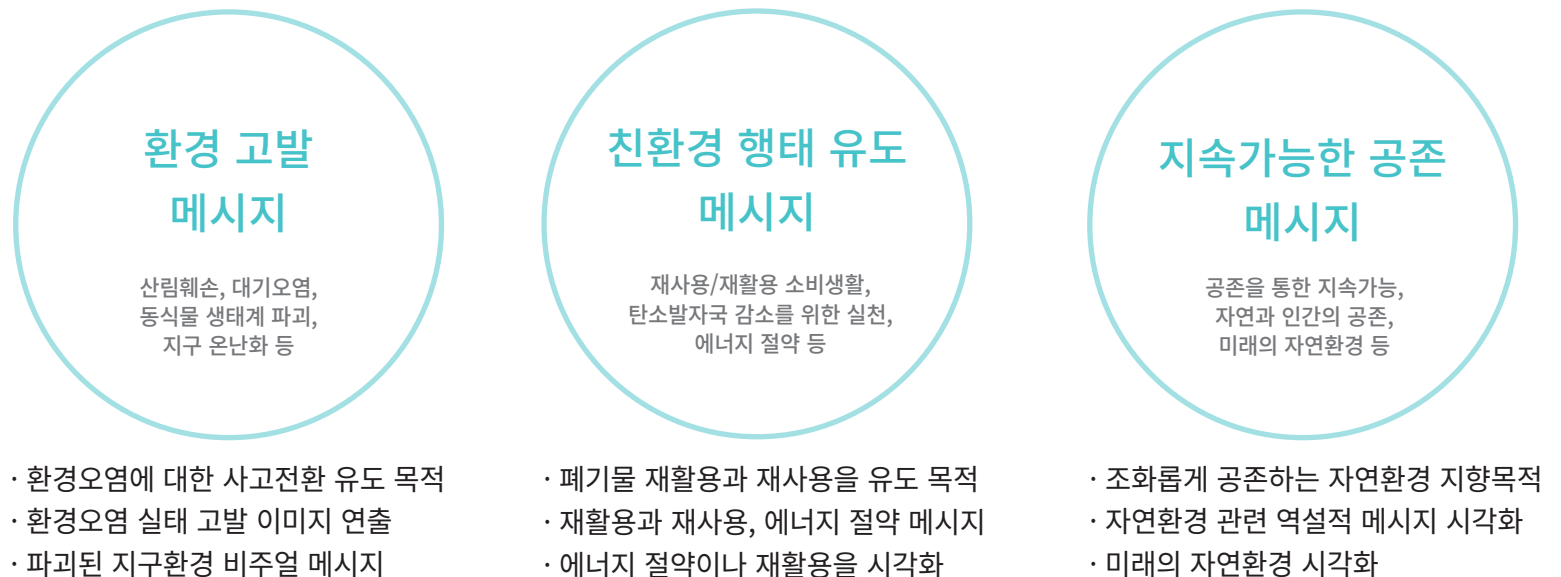 환경 고발
메시지
산림훼손, 대기오염,
동식물 생태계 파괴,
지구 온난화 등
· 환경오염에 대한 사고전환 유도 목적
· 환경오염 실태 고발 이미지 연출
· 파괴된 지구환경 비주얼 메시지
친환경 행태 유도
메시지
재사용/재활용 소비생활,
탄소발자국 감소를 위한 실천,
에너지 절약 등
· 폐기물 재활용과 재사용을 유도 목적
· 재활용과 재사용, 에너지 절약 메시지
· 에너지 절약이나 재활용을 시각화
지속가능한 공존
메시지
공존을 통한 지속가능,
자연과 인간의 공존,
미래의 자연환경 등
· 조화롭게 공존하는 자연환경 지향목적
· 자연환경 관련 역설적 메시지 시각화
· 미래의 자연환경 시각화